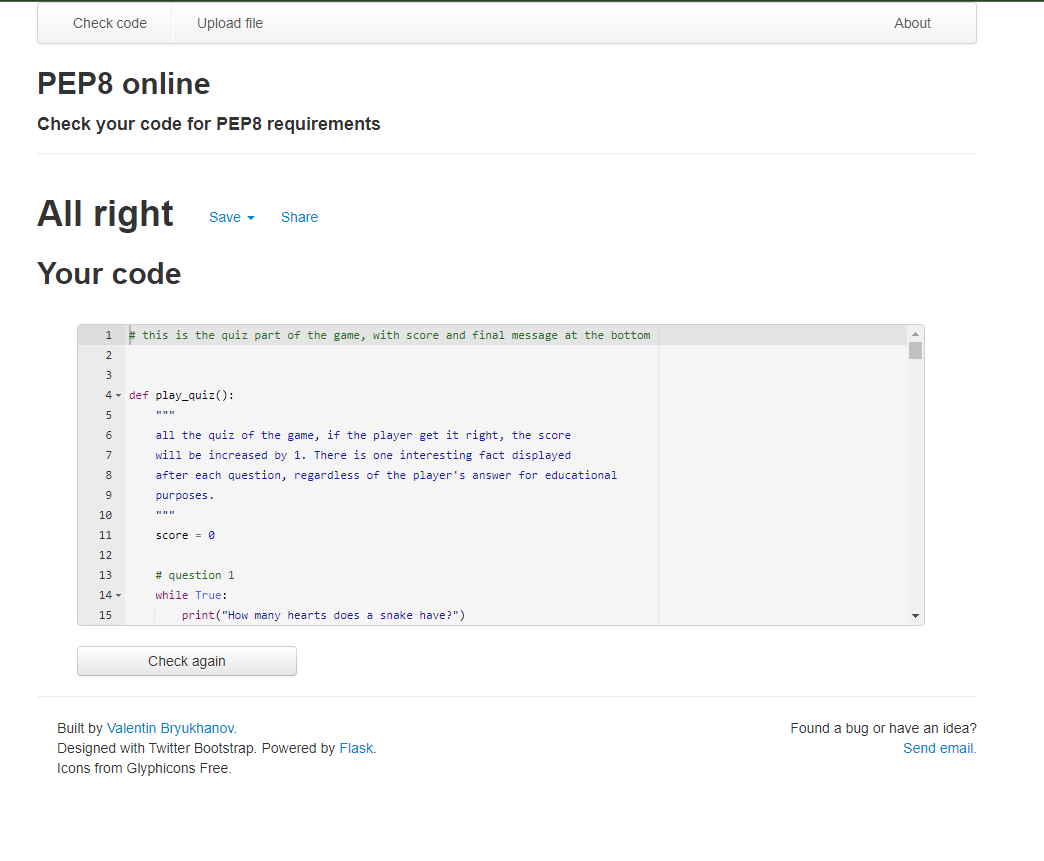 Check code Upload file About
PEP8 online
Check your code for PEP8 requirements
All right Save Share
Your code
1 # this is the quiz part of the game, with score and final message at the bottom
2
3
4 def play_quiz():
5 """
6 all the quiz of the game, if the player get it right, the score
7 will be increased by 1. There is one interesting fact displayed
8 after each question, regardless of the player's answer for educational
9 purposes.
10 """
11 score = 0
12
13 # question 1
14 while True:
15 print("How many hearts does a snake have?")
Check again
Built by Valentin Bryukhanov. Found a bug or have an idea?
Designed with Twitter Bootstrap. Powered by Flask. Send email.
Icons from Glyphicons Free.